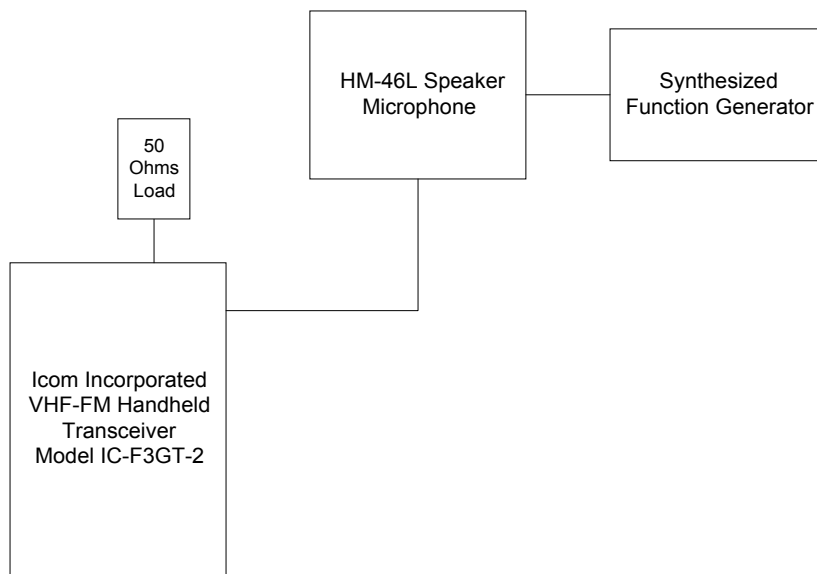 HM-46L Speaker
Microphone
Synthesized
Function Generator
50
Ohms
Load
Icom Incorporated
VHF-FM Handheld
Transceiver
Model IC-F3GT-2